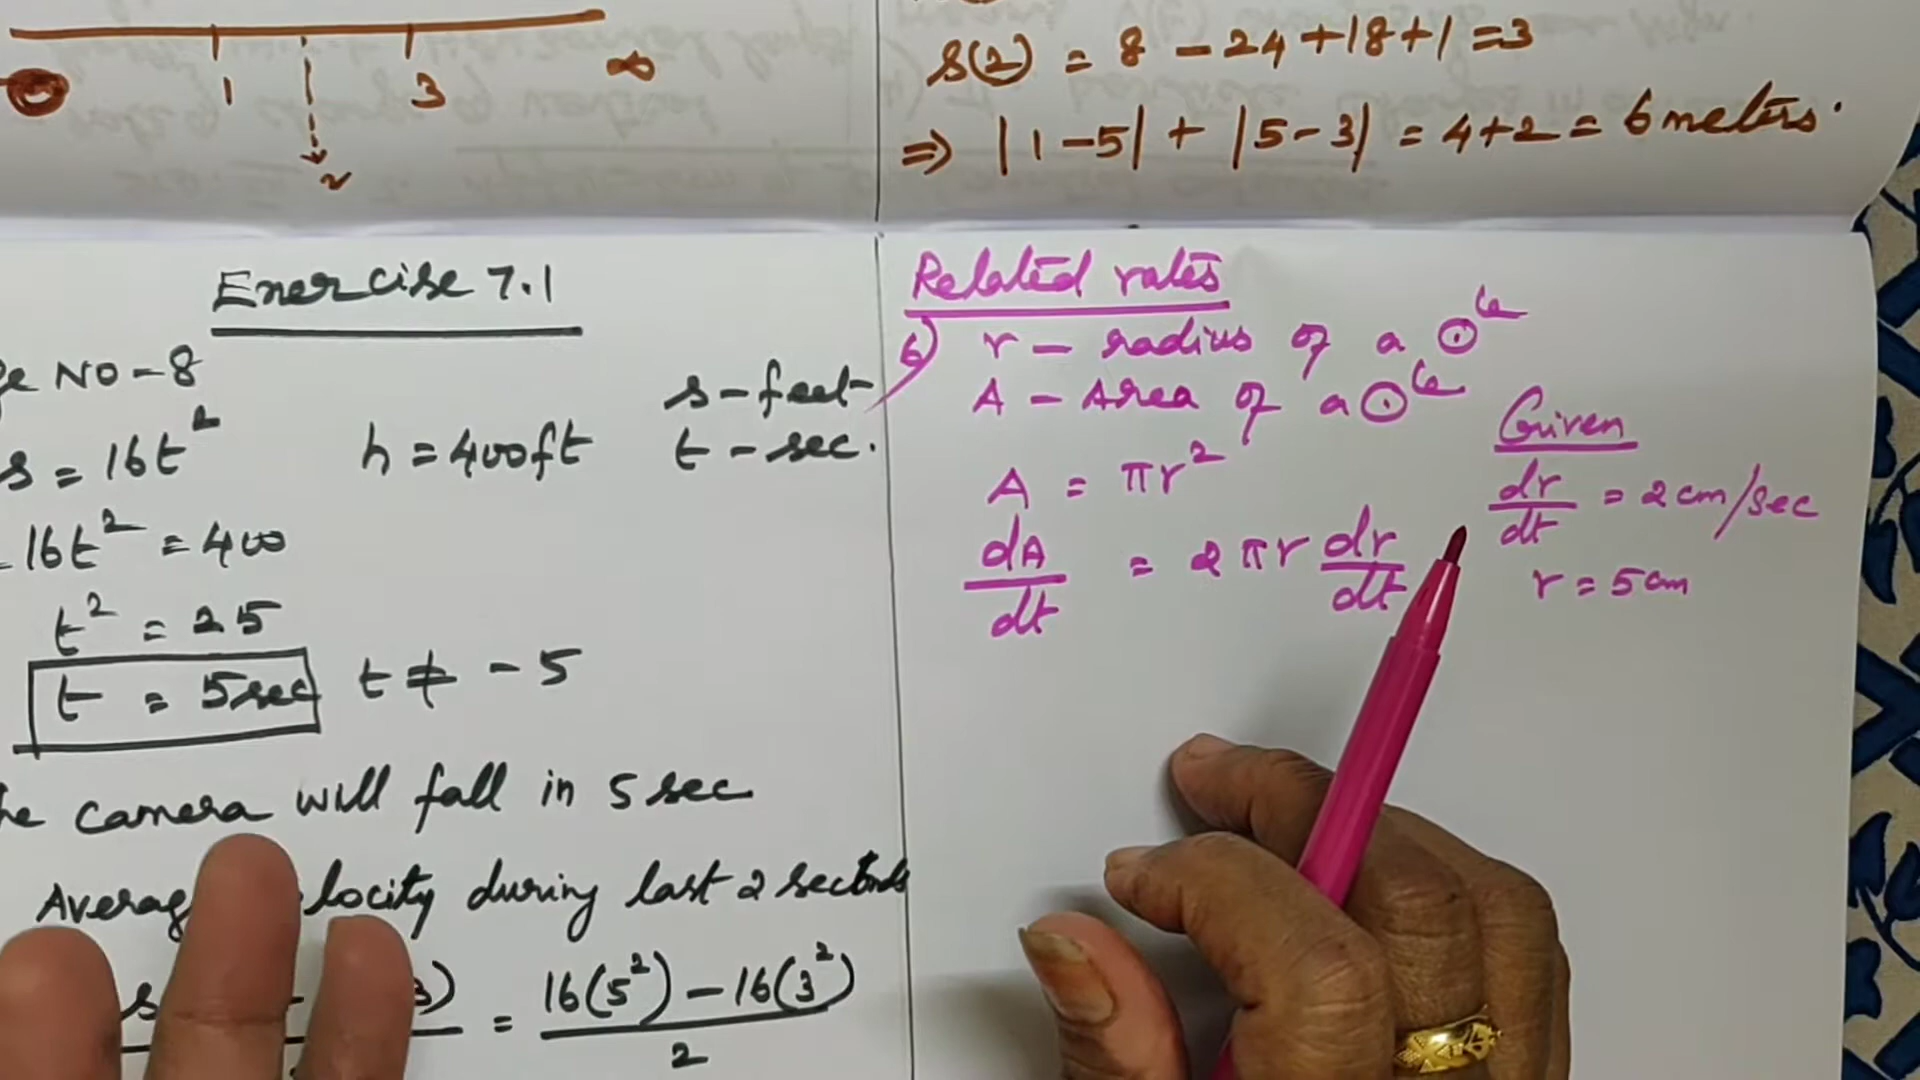 1 3 ∞
2
s(2) = 8 - 24 + 18 + 1 = 3
⇒ |1 - 5| + |5 - 3| = 4 + 2 = 6 meters.
Exercise 7.1
NO - 8
s = 16t² h = 400ft s - feet
t - sec.
16t² = 400
t² = 25
t = 5sec t ≠ - 5
camera will fall in 5 sec
during last 2 seconds
= 16(5²) - 16(3²)
2
Related rates
6) r - radius of a ⊙le
A - Area of a ⊙le
A = πr²
dA/dt = 2πr dr/dt
Given
dr/dt = 2 cm/sec
r = 5cm